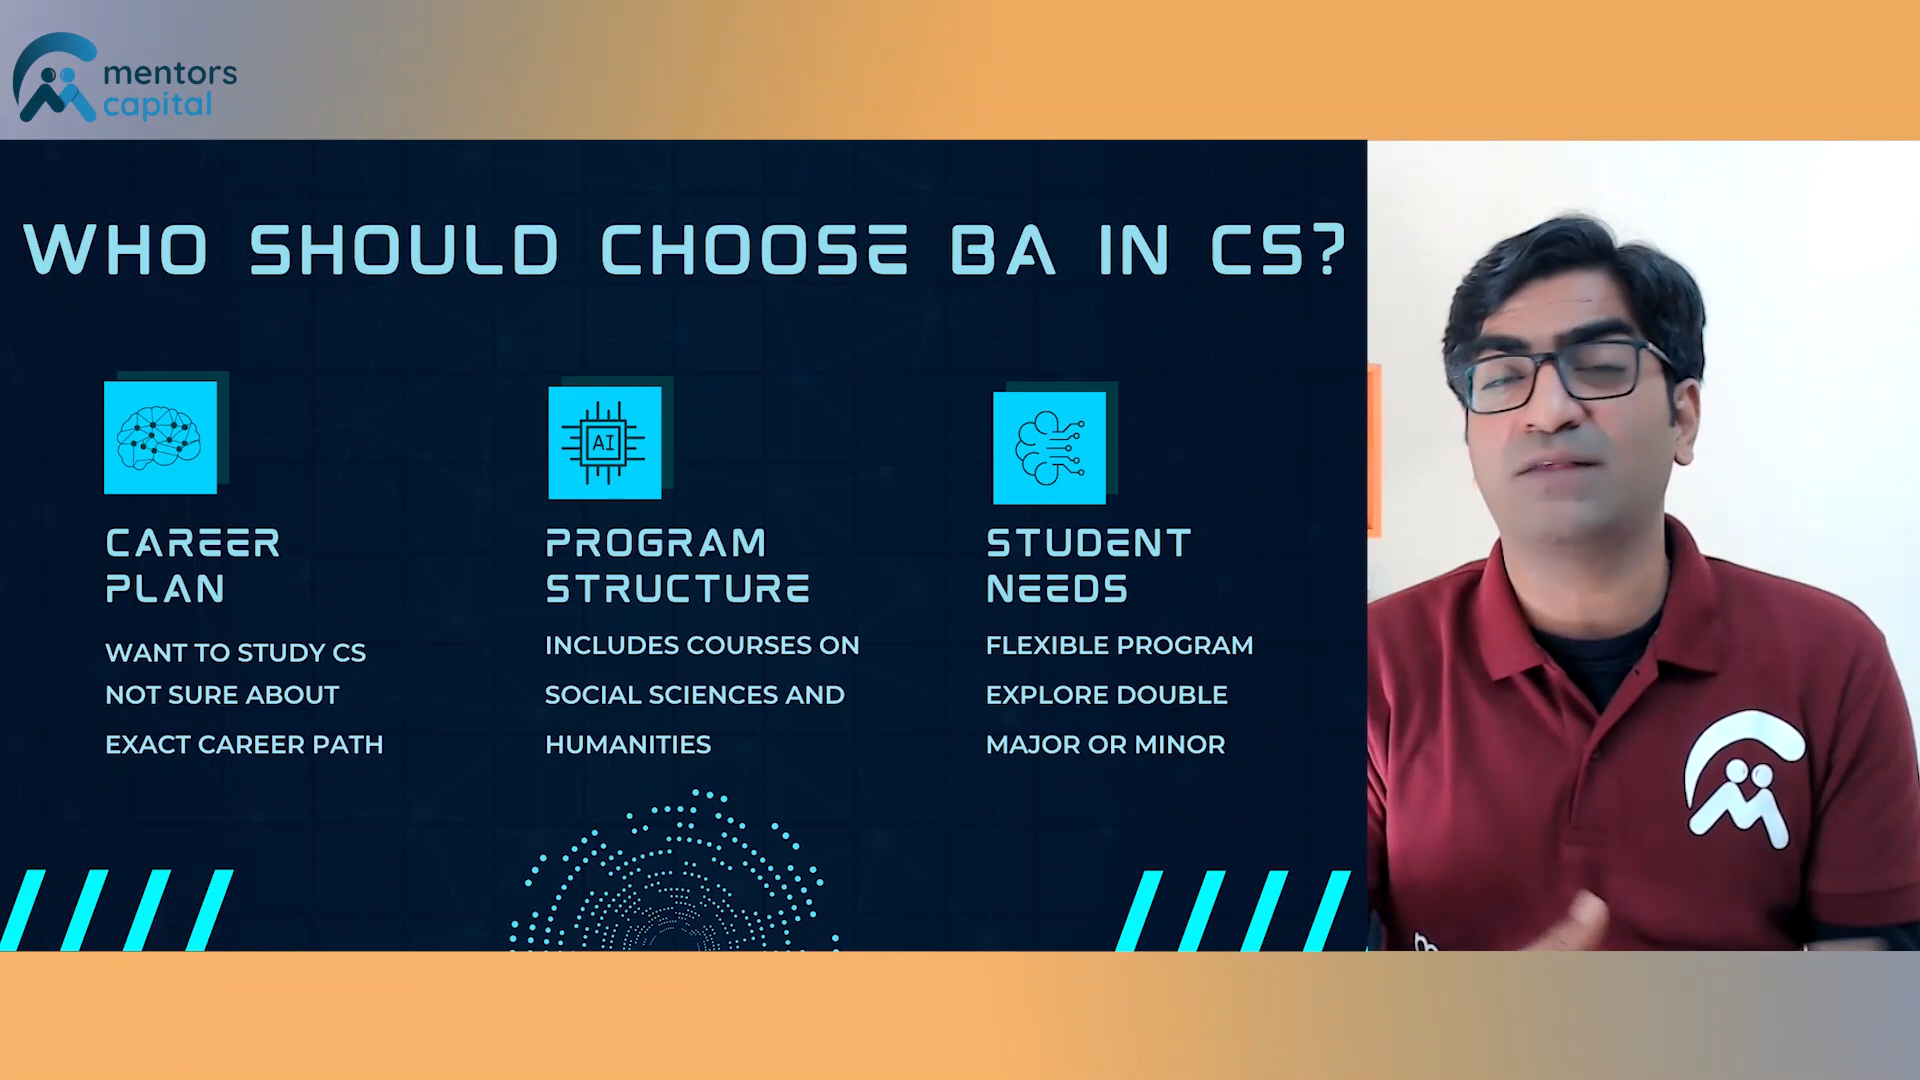 mentors
capital
WHO SHOULD CHOOSE BA IN CS?
CAREER
PLAN
WANT TO STUDY CS
NOT SURE ABOUT
EXACT CAREER PATH
AI
PROGRAM
STRUCTURE
INCLUDES COURSES ON
SOCIAL SCIENCES AND
HUMANITIES
STUDENT
NEEDS
FLEXIBLE PROGRAM
EXPLORE DOUBLE
MAJOR OR MINOR